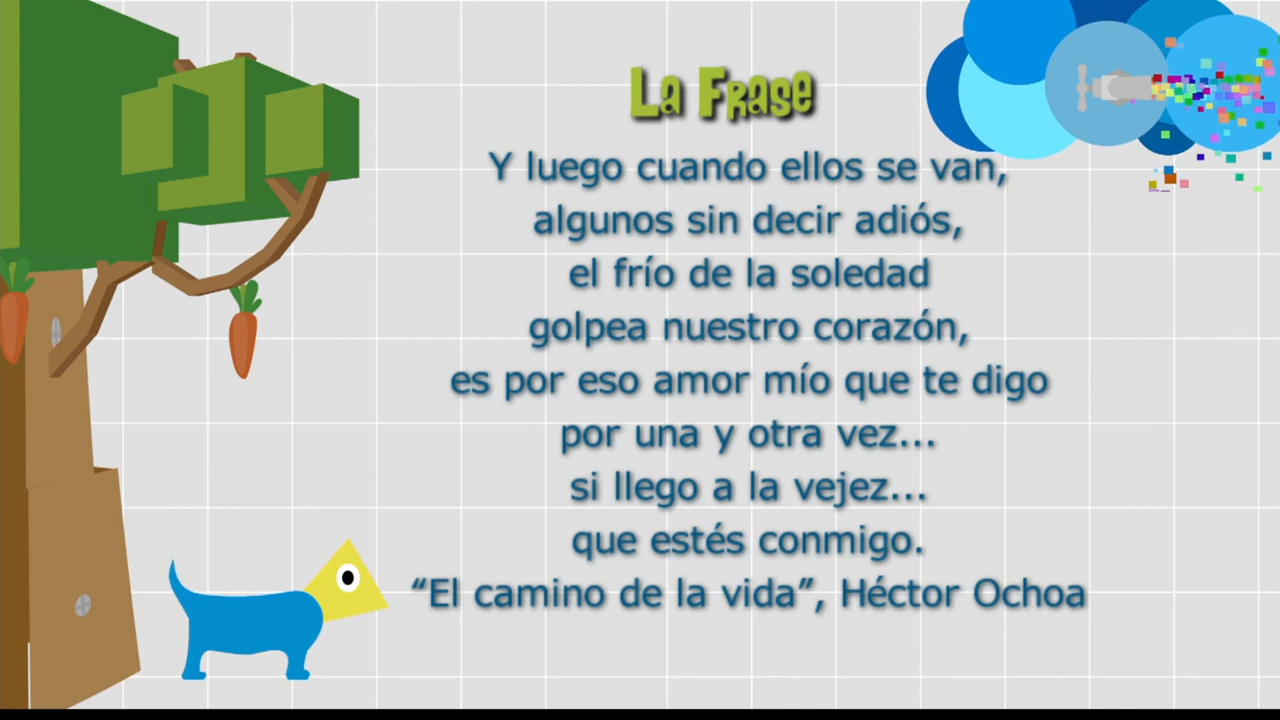 La Frase
Y luego cuando ellos se van,
algunos sin decir adiós,
el frío de la soledad
golpea nuestro corazón,
es por eso amor mío que te digo
por una y otra vez...
si llego a la vejez...
que estés conmigo.
“El camino de la vida”, Héctor Ochoa